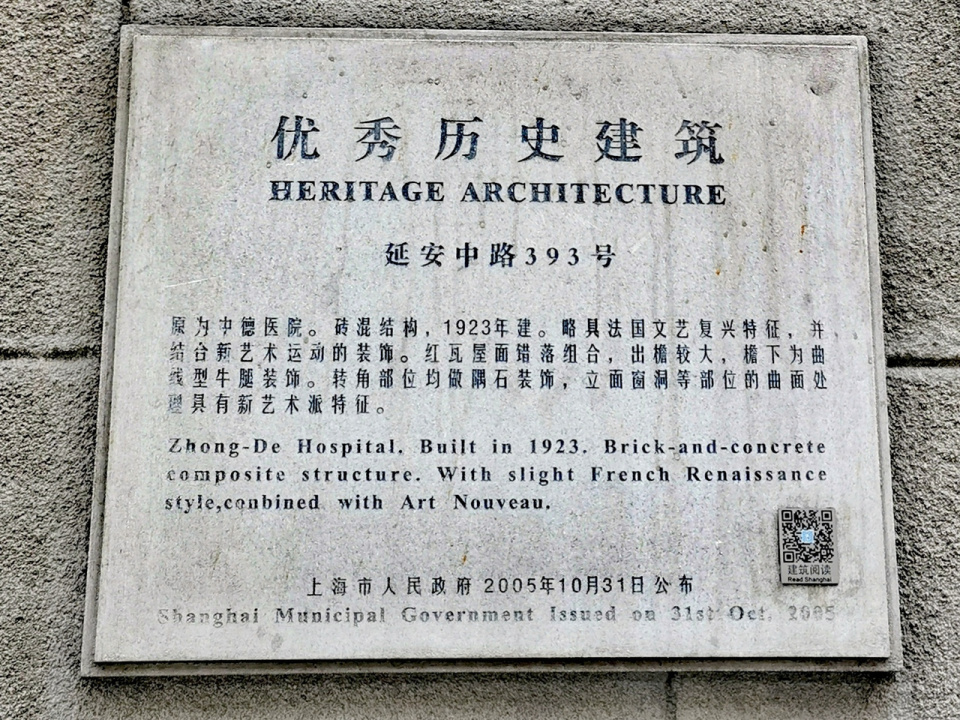 优秀历史建筑
HERITAGE ARCHITECTURE
延安中路393号
原为中德医院。砖混结构，1923年建。略具法国文艺复兴特征，并
结合新艺术运动的装饰。红瓦屋面错落组合，出檐较大，檐下为曲
线型牛腿装饰。转角部位均做隅石装饰，立面窗洞等部位的曲面处
理具有新艺术派特征。
Zhong-De Hospital. Built in 1923. Brick-and-concrete
composite structure. With slight French Renaissance
style,conbined with Art Nouveau.
建筑阅读
Read Shanghai
上海市人民政府 2005年10月31日公布
Shanghai Municipal Government Issued on 31st Oct. 2005